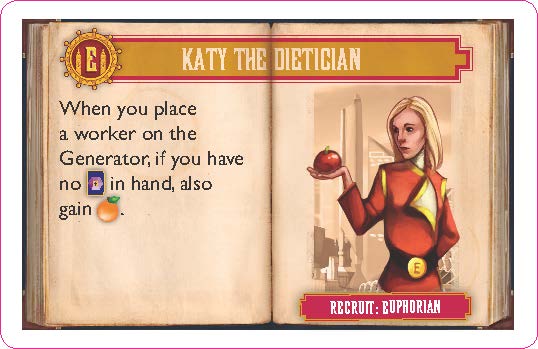 E
KATY THE DIETICIAN
When you place
a worker on the
Generator, if you have
no in hand, also
gain .
E
RECRUIT: EUPHORIAN